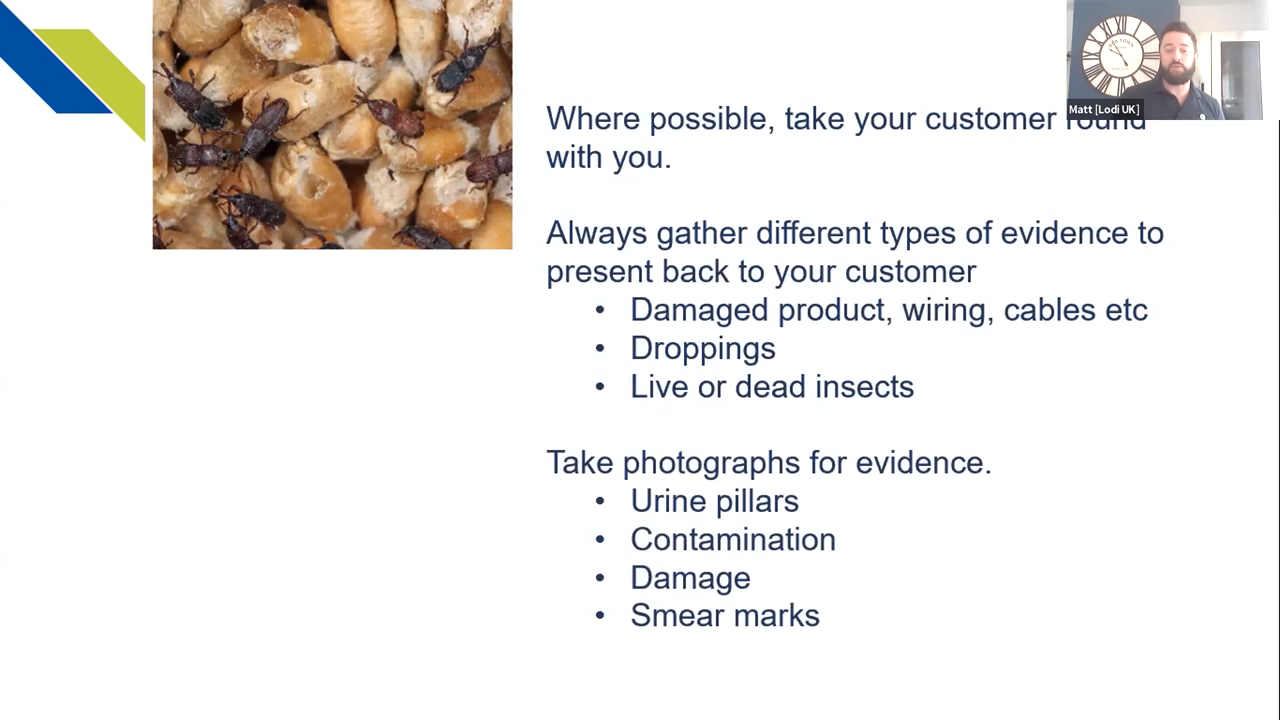 Where possible, take your customer round
with you.
Always gather different types of evidence to
present back to your customer
• Damaged product, wiring, cables etc
• Droppings
• Live or dead insects
Take photographs for evidence.
• Urine pillars
• Contamination
• Damage
• Smear marks
Matt [Lodi UK]